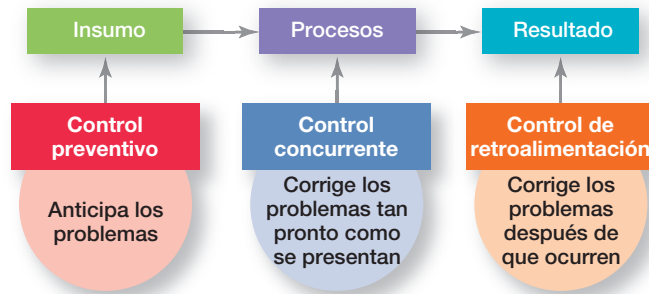 Insumo
Procesos
Resultado
Control
preventivo
Anticipa los
problemas
Control
concurrente
Corrige los
problemas tan
pronto como
se presentan
Control de
retroalimentación
Corrige los
problemas
después de
que ocurren